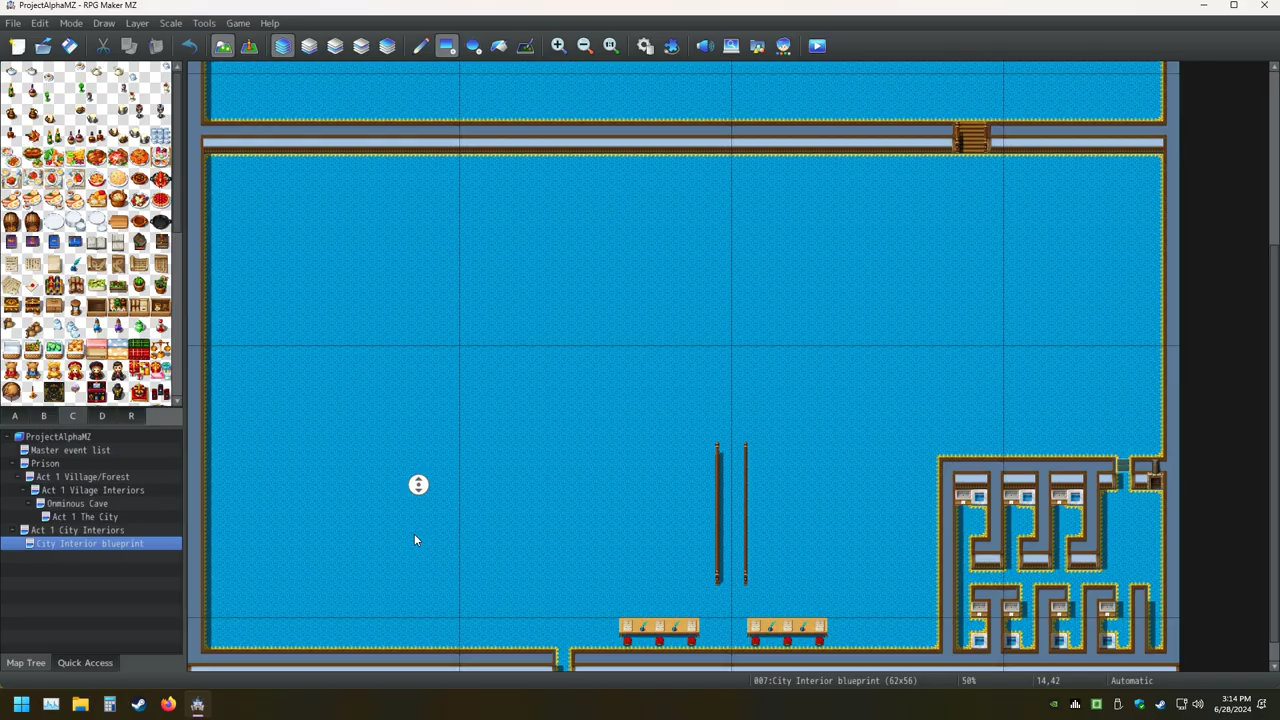 ProjectAlphaMZ - RPG Maker MZ
File Edit Mode Draw Layer Scale Tools Game Help
A B C D R
ProjectAlphaMZ
Master event list
Prison
Act 1 Village/Forest
Act 1 Vilage Interiors
Onminous Cave
Act 1 The City
Act 1 City Interiors
City Interior blueprint
Map Tree Quick Access
007:City Interior blueprint (62x56) 50% 14,42 Automatic
3:14 PM
6/28/2024